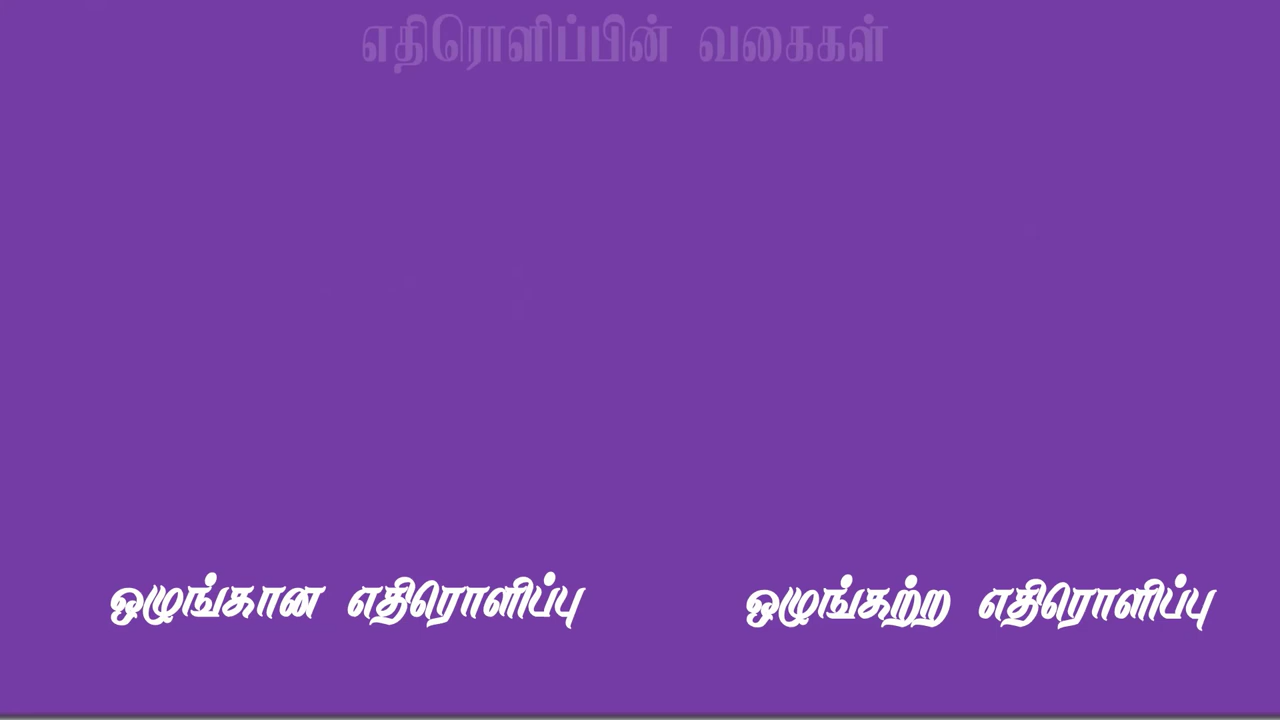 எதிரொளிப்பின் வகைகள்
ஒழுங்கான எதிரொளிப்பு
ஒழுங்கற்ற எதிரொளிப்பு